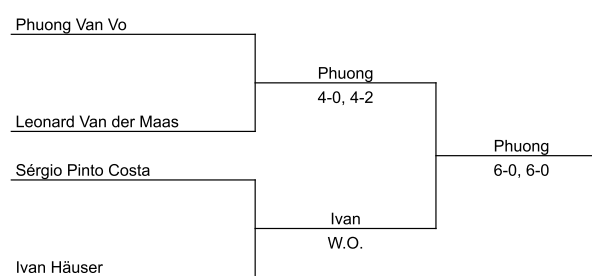 Phuong Van Vo
Phuong
4-0, 4-2
Leonard Van der Maas
Phuong
6-0, 6-0
Sérgio Pinto Costa
Ivan
W.O.
Ivan Häuser